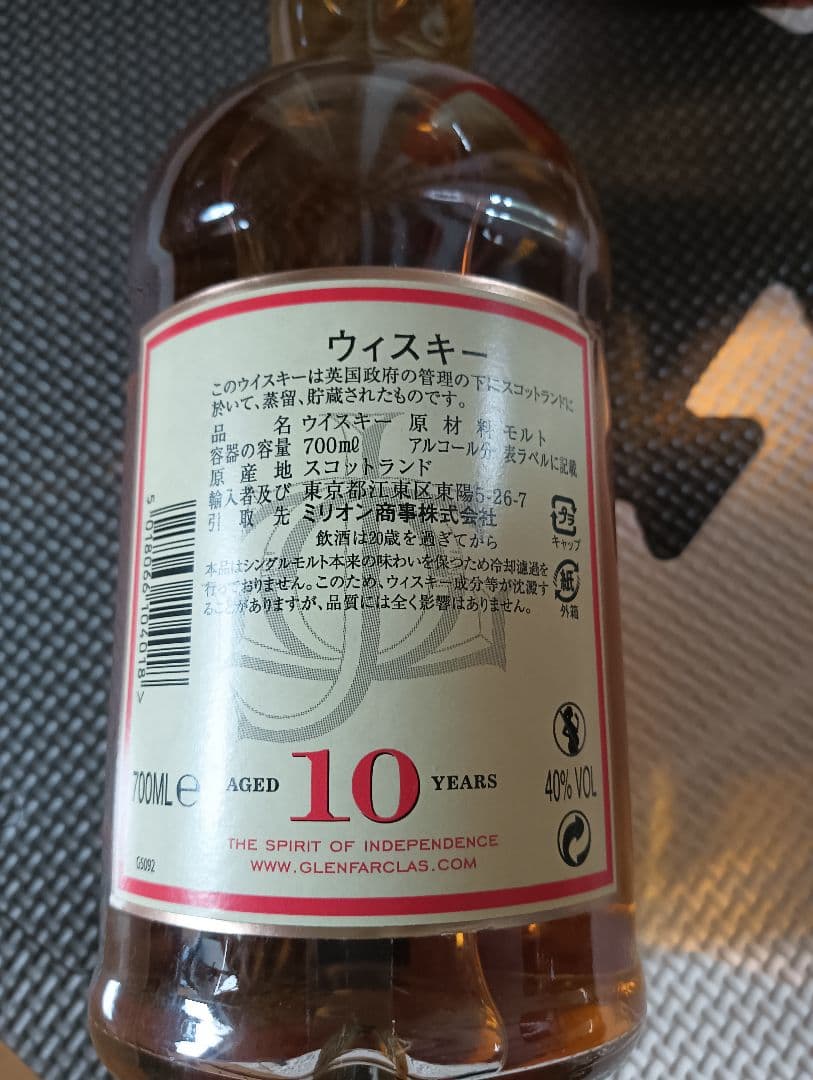 ウィスキー
このウイスキーは英国政府の管理の下にスコットランドに
於いて、蒸留、貯蔵されたものです。
品名 ウイスキー 原材料 モルト
容器の容量 700㎖ アルコール分 表ラベルに記載
原産地 スコットランド
輸入者及び 東京都江東区東陽5-26-7
引取先 ミリオン商事株式会社
飲酒は20歳を過ぎてから
本品はシングルモルト本来の味わいを保つため冷却濾過を
行っておりません。このため、ウィスキー成分等が沈澱す
ることがありますが、品質には全く影響はありません。
プラ
キャップ
紙
外箱
5 018066 104018 >
700ML e
AGED 10 YEARS
40% VOL
THE SPIRIT OF INDEPENDENCE
WWW.GLENFARCLAS.COM
G5092